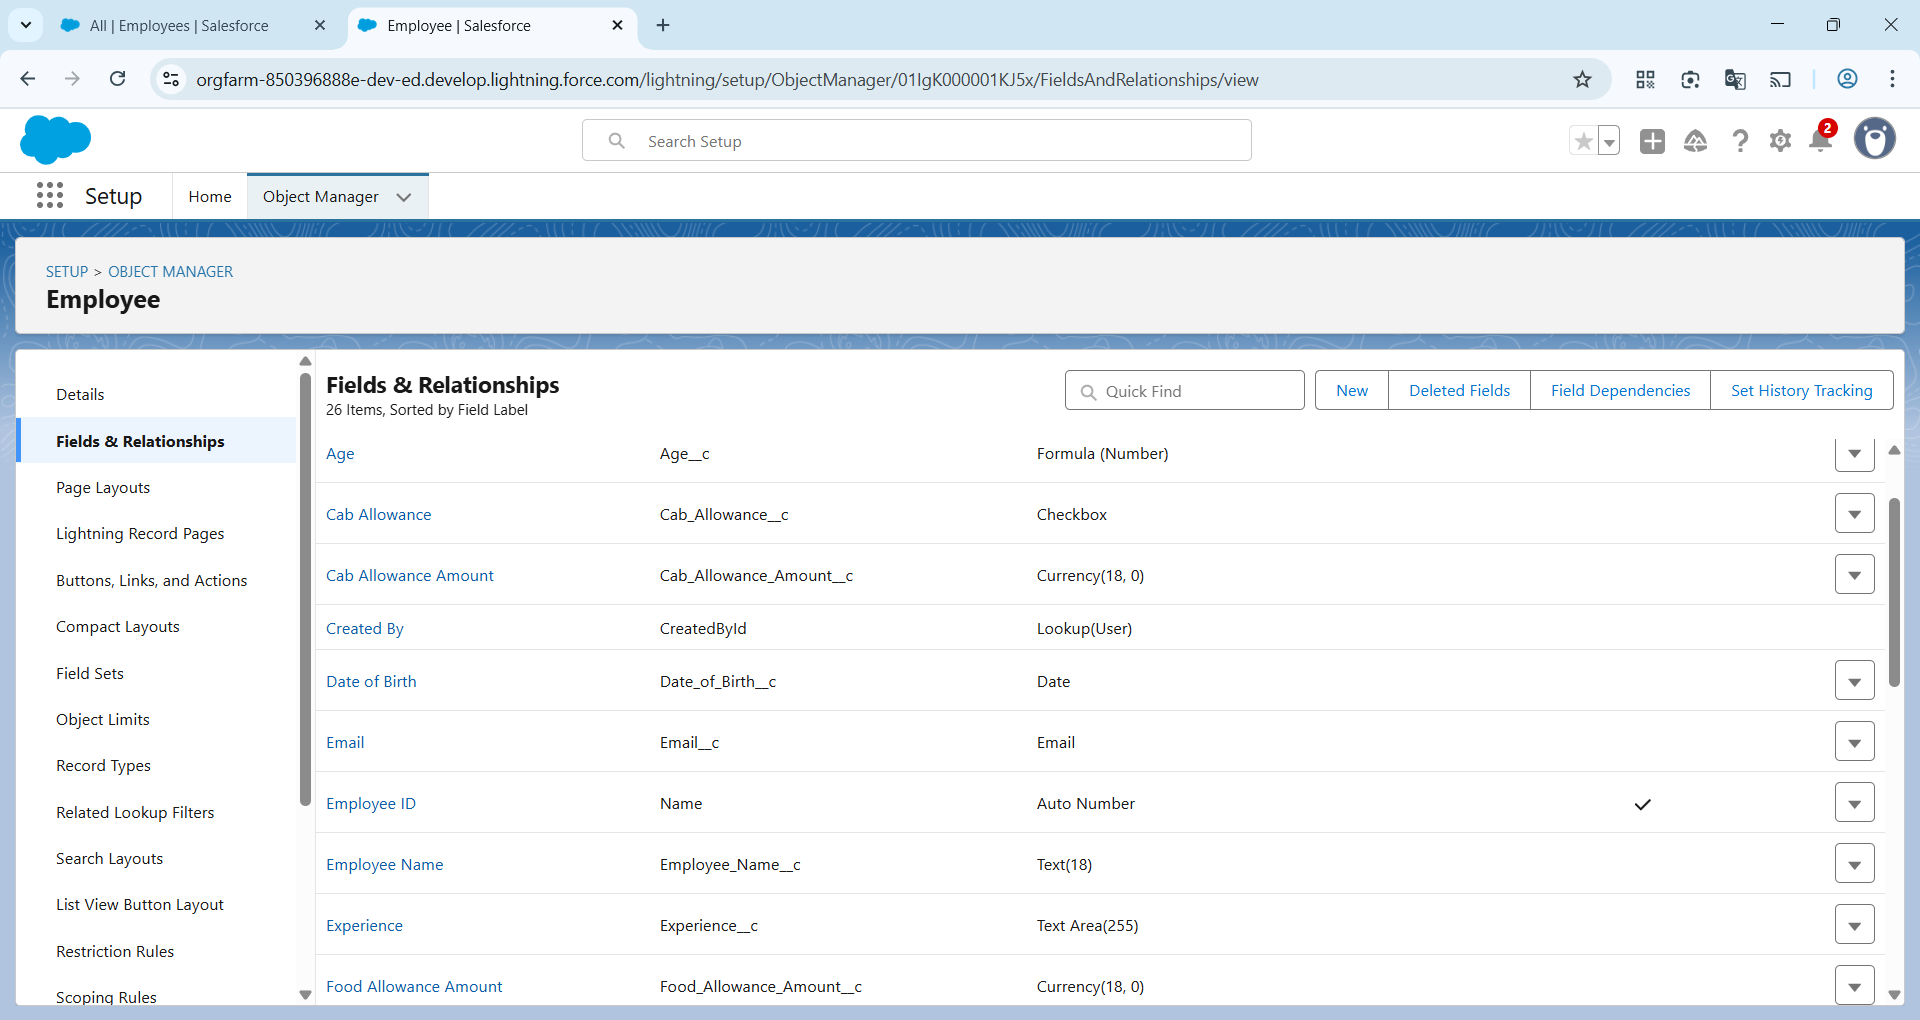 All | Employees | Salesforce
Employee | Salesforce
orgfarm-850396888e-dev-ed.develop.lightning.force.com/lightning/setup/ObjectManager/01IgK000001KJ5x/FieldsAndRelationships/view
Search Setup
2
Setup
Home
Object Manager
SETUP > OBJECT MANAGER
Employee
Details
Fields & Relationships
Page Layouts
Lightning Record Pages
Buttons, Links, and Actions
Compact Layouts
Field Sets
Object Limits
Record Types
Related Lookup Filters
Search Layouts
List View Button Layout
Restriction Rules
Scoping Rules
Fields & Relationships
26 Items, Sorted by Field Label
Quick Find
New
Deleted Fields
Field Dependencies
Set History Tracking
Age Age__c Formula (Number)
Cab Allowance Cab_Allowance__c Checkbox
Cab Allowance Amount Cab_Allowance_Amount__c Currency(18, 0)
Created By CreatedById Lookup(User)
Date of Birth Date_of_Birth__c Date
Email Email__c Email
Employee ID Name Auto Number
Employee Name Employee_Name__c Text(18)
Experience Experience__c Text Area(255)
Food Allowance Amount Food_Allowance_Amount__c Currency(18, 0)